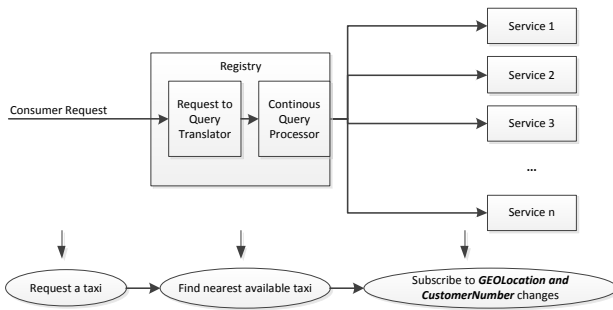 Service 1
Registry
Service 2
Consumer Request
Request to
Query
Translator
Continous
Query
Processor
Service 3
...
Service n
Request a taxi
Find nearest available taxi
Subscribe to GEOLocation and
CustomerNumber changes